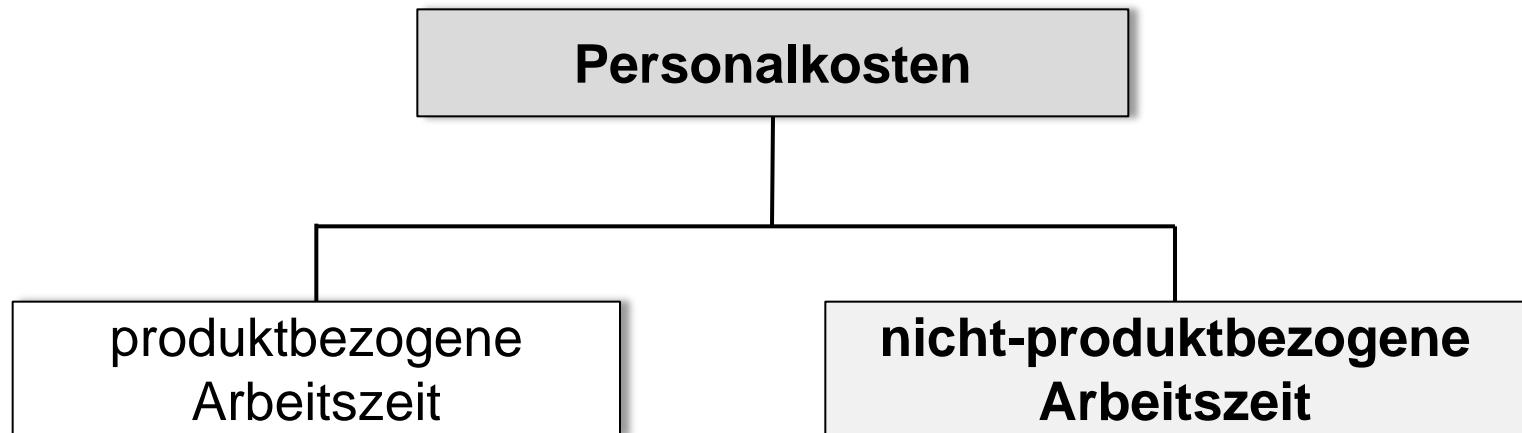 Personalkosten
produktbezogene
Arbeitszeit
nicht-produktbezogene
Arbeitszeit